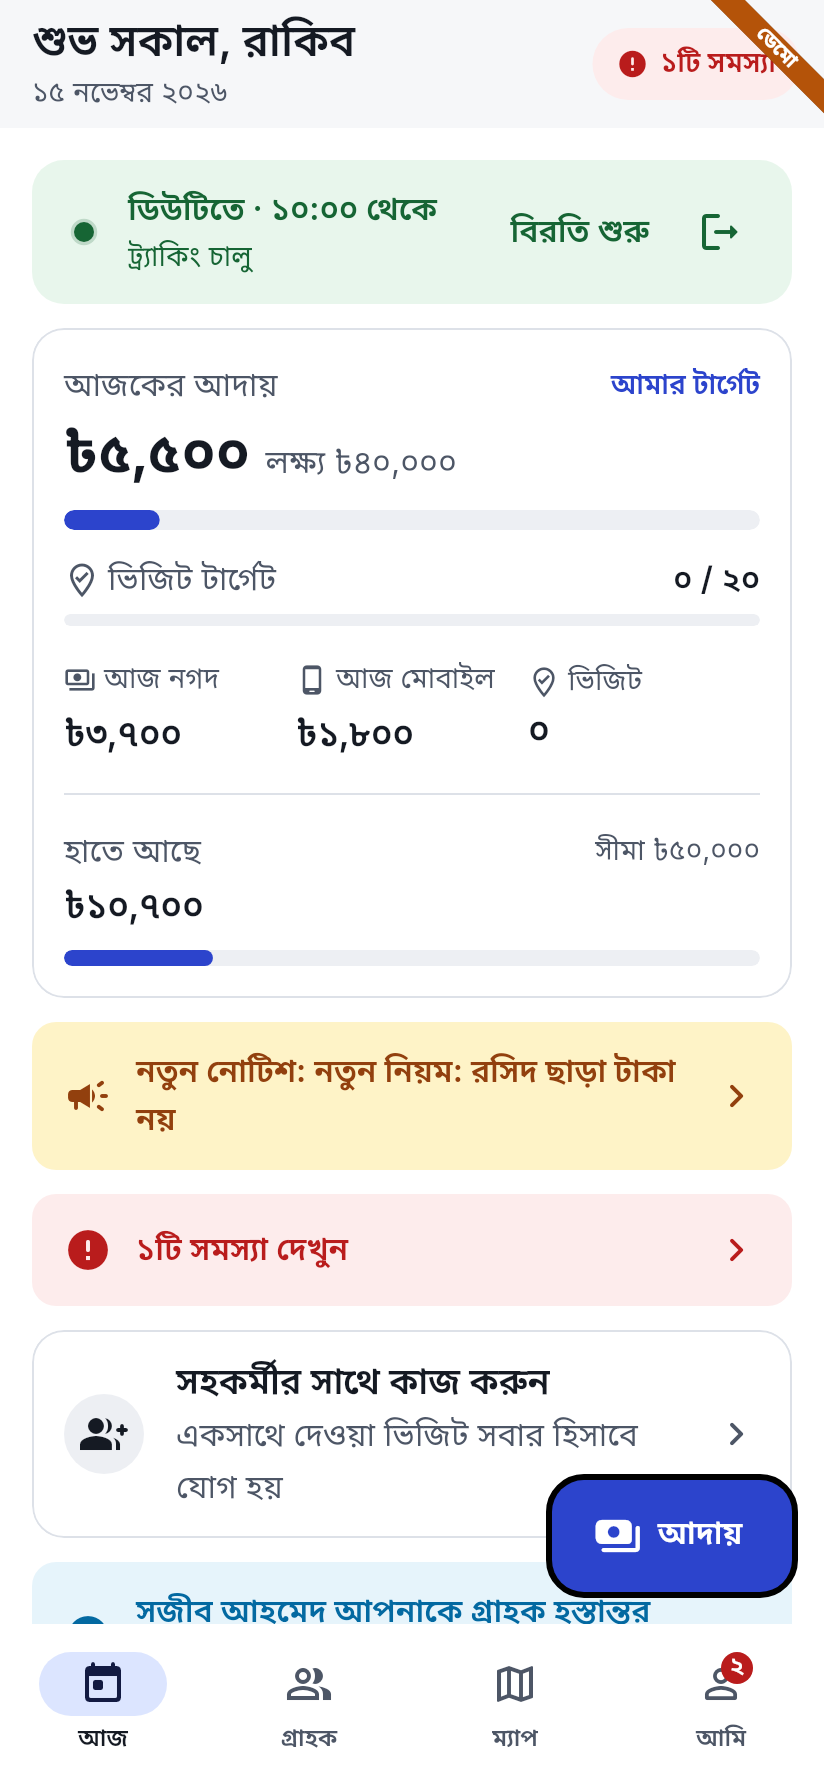 শুভ সকাল, রাকিব
১৫ নভেম্বর ২০২৬
১টি সমস্যা
ডেমো
ডিউটিতে · ১০:০০ থেকে
ট্র্যাকিং চালু
বিরতি শুরু
আজকের আদায়
আমার টার্গেট
৳৫,৫০০ লক্ষ্য ৳৪০,০০০
ভিজিট টার্গেট
০ / ২০
আজ নগদ
আজ মোবাইল
ভিজিট
৳৩,৭০০
৳১,৮০০
০
হাতে আছে
সীমা ৳৫০,০০০
৳১০,৭০০
নতুন নোটিশ: নতুন নিয়ম: রসিদ ছাড়া টাকা
নয়
১টি সমস্যা দেখুন
সহকর্মীর সাথে কাজ করুন
একসাথে দেওয়া ভিজিট সবার হিসাবে
যোগ হয়
আদায়
সজীব আহমেদ আপনাকে গ্রাহক হস্তান্তর
২
আজ
গ্রাহক
ম্যাপ
আমি